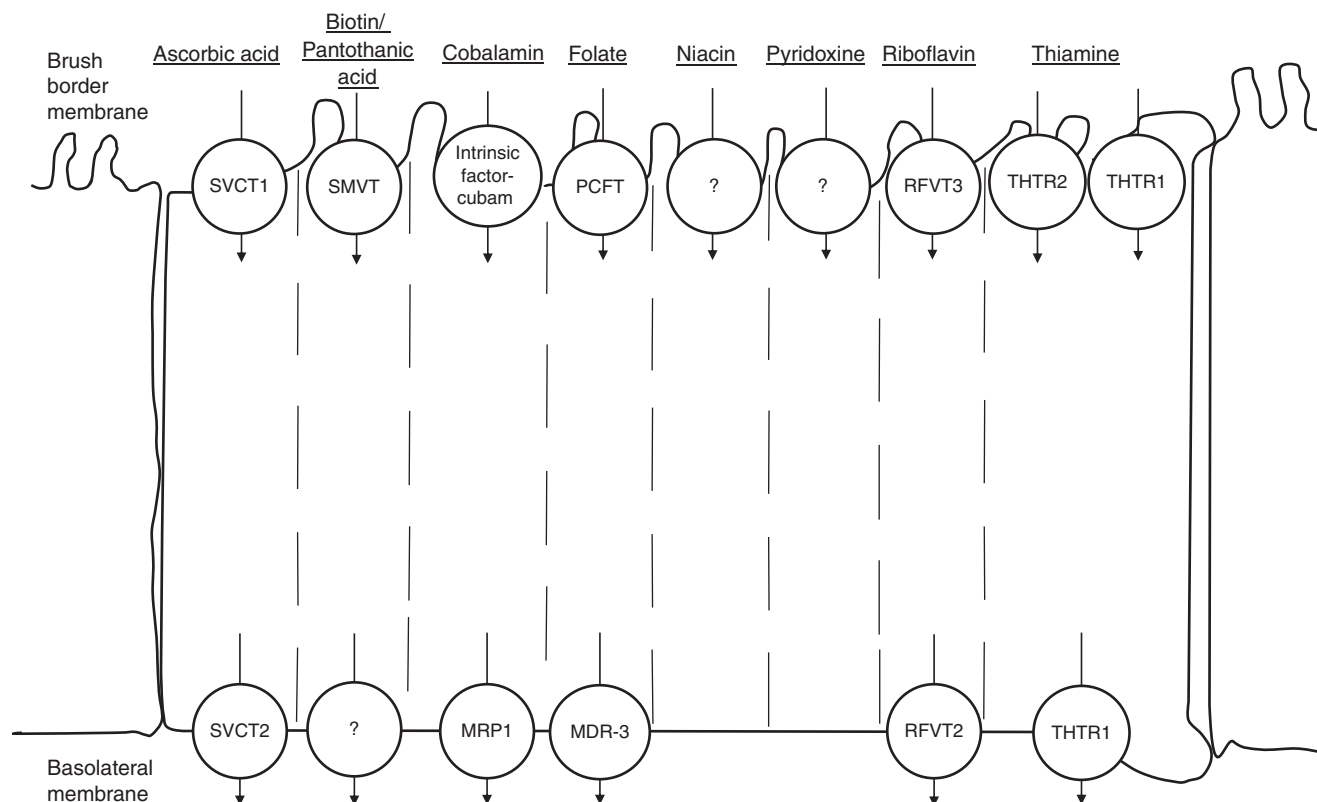 Brush
border
membrane
Ascorbic acid
Biotin/
Pantothanic
acid
Cobalamin
Folate
Niacin
Pyridoxine
Riboflavin
Thiamine
SVCT1
SMVT
Intrinsic
factor-
cubam
PCFT
?
?
RFVT3
THTR2
THTR1
SVCT2
?
MRP1
MDR-3
RFVT2
THTR1
Basolateral
membrane